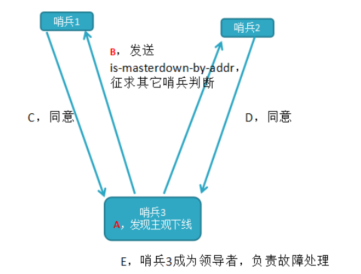 哨兵1
哨兵2
B，发送
is-masterdown-by-addr，
征求其它哨兵判断
C，同意
D，同意
哨兵3
A，发现主观下线
E，哨兵3成为领导者，负责故障处理